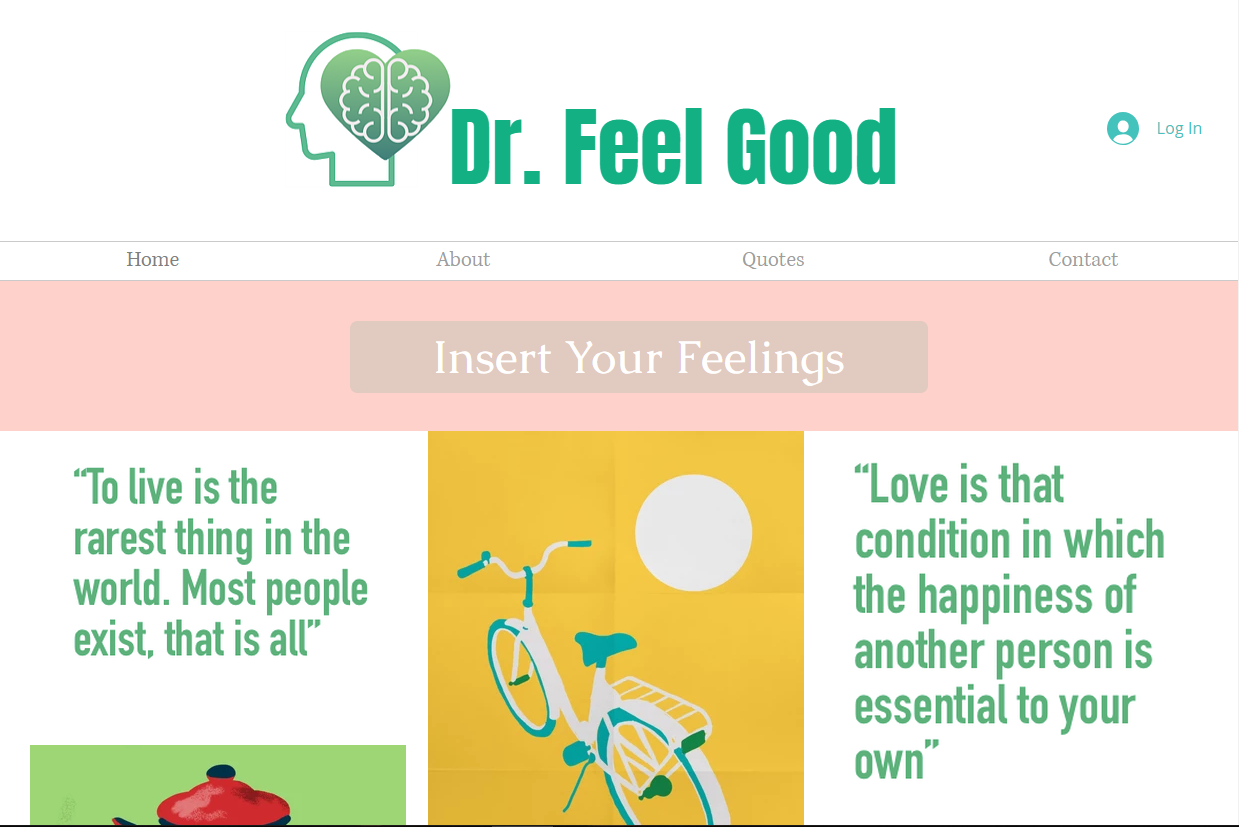 Dr. Feel Good
Log In
Home
About
Quotes
Contact
Insert Your Feelings
“To live is the
rarest thing in the
world. Most people
exist, that is all”
“Love is that
condition in which
the happiness of
another person is
essential to your
own”